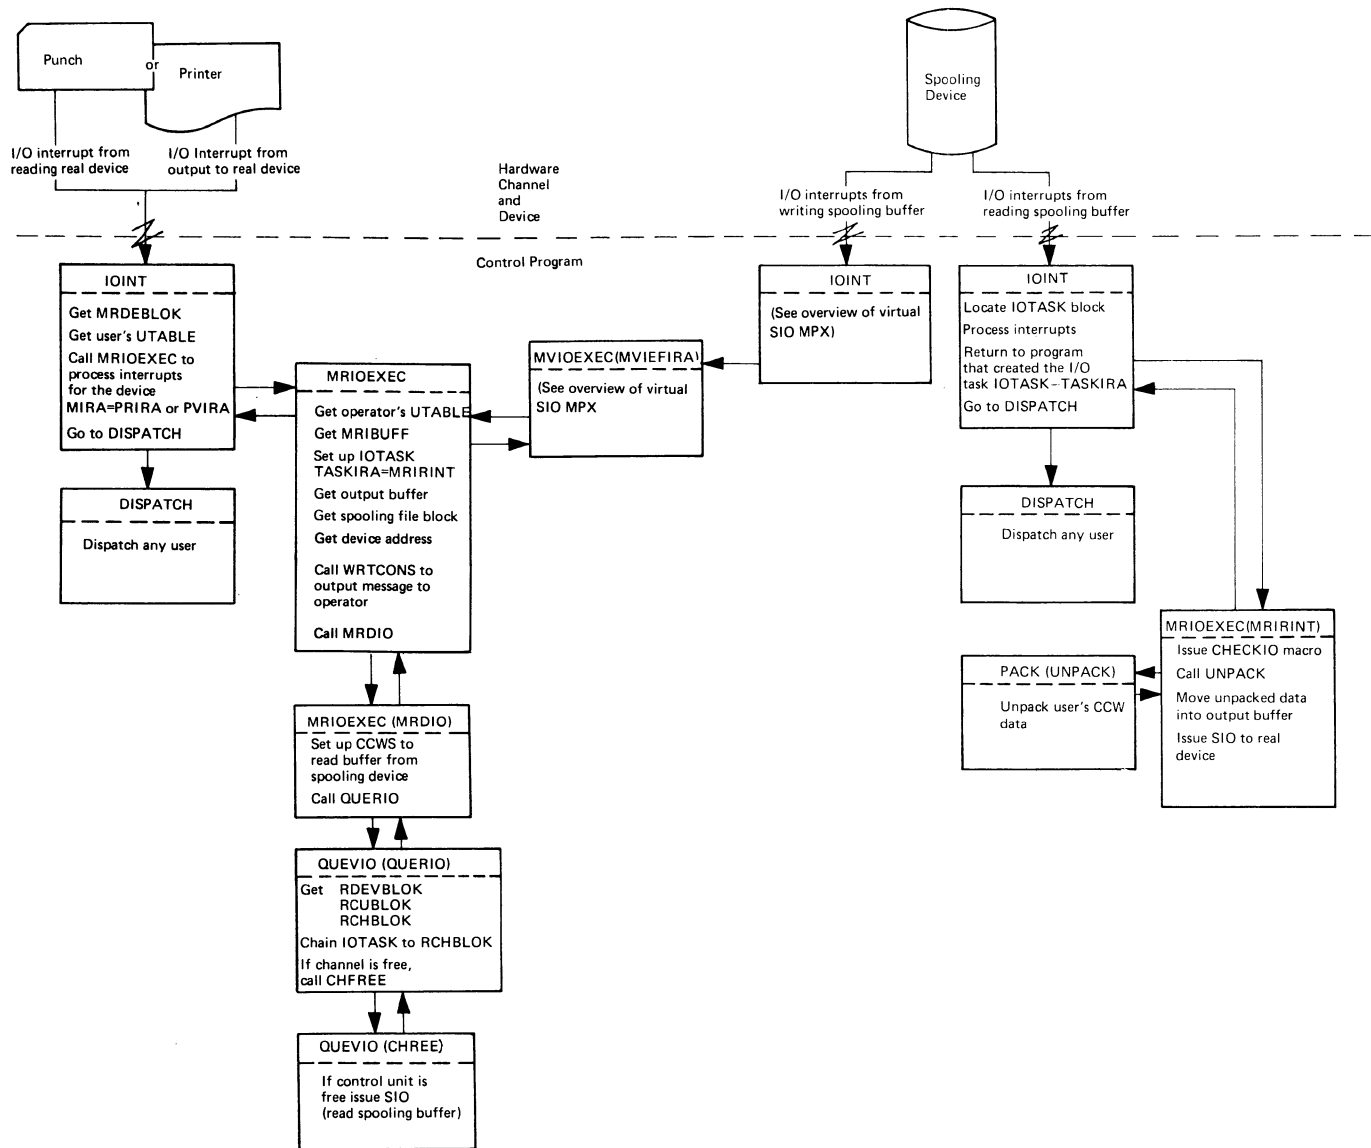 Punch
or
Printer
I/O interrupt from
reading real device
I/O Interrupt from
output to real device
Hardware
Channel
and
Device
Spooling
Device
I/O interrupts from
writing spooling buffer
I/O interrupts from
reading spooling buffer
Control Program
IOINT
Get MRDEBLOK
Get user's UTABLE
Call MRIOEXEC to
process interrupts
for the device
MIRA=PRIRA or PVIRA
Go to DISPATCH
DISPATCH
Dispatch any user
MRIOEXEC
Get operator's UTABLE
Get MRIBUFF
Set up IOTASK
TASKIRA=MRIRINT
Get output buffer
Get spooling file block
Get device address
Call WRTCONS to
output message to
operator
Call MRDIO
MRIOEXEC (MRDIO)
Set up CCWS to
read buffer from
spooling device
Call QUERIO
QUEVIO (QUERIO)
Get RDEVBLOK
RCUBLOK
RCHBLOK
Chain IOTASK to RCHBLOK
If channel is free,
call CHFREE
QUEVIO (CHREE)
If control unit is
free issue SIO
(read spooling buffer)
MVIOEXEC(MVIEFIRA)
(See overview of virtual
SIO MPX
IOINT
(See overview of virtual
SIO MPX)
IOINT
Locate IOTASK block
Process interrupts
Return to program
that created the I/O
task IOTASK--TASKIRA
Go to DISPATCH
DISPATCH
Dispatch any user
PACK (UNPACK)
Unpack user's CCW
data
MRIOEXEC(MRIRINT)
Issue CHECKIO macro
Call UNPACK
Move unpacked data
into output buffer
Issue SIO to real
device